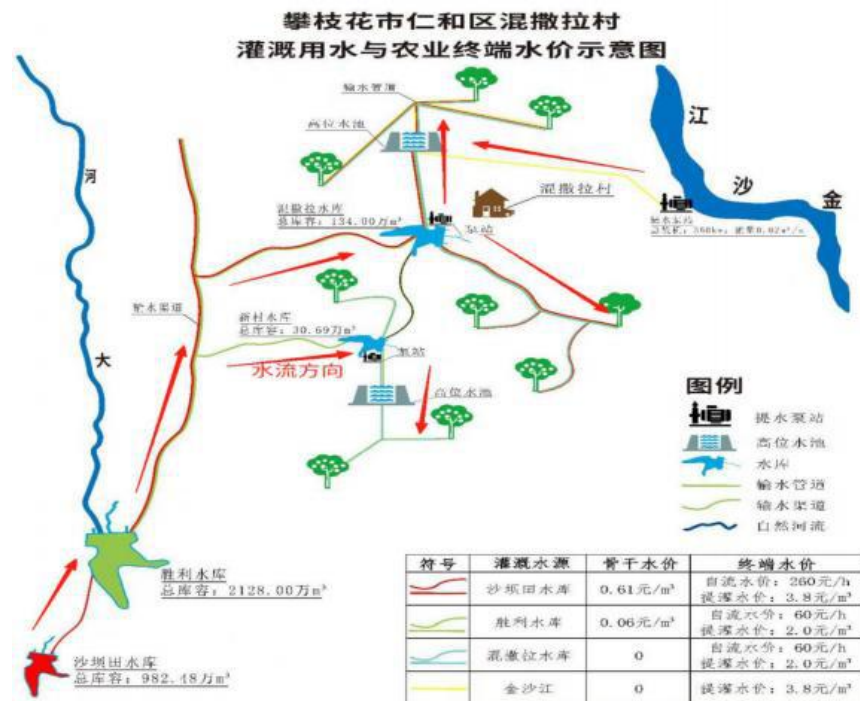 攀枝花市仁和区混撒拉村
灌溉用水与农业终端水价示意图
输水管道
高位水池
江
沙
金
河
大
混撒拉村
混撒拉水库
总库容：134.00万m³
泵站
提水泵站
输水渠道
新村水库
总库容：30.69万m³
泵站
水流方向
高位水池
胜利水库
总库容：2128.00万m³
沙坝田水库
总库容：982.48万m³
图例
提水泵站
高位水池
水库
输水管道
输水渠道
自然河流
符号 灌溉水源 骨干水价 终端水价
沙坝田水库 0.61元/m³ 自流水价：260元/h
提灌水价：3.8元/m³
胜利水库 0.06元/m³ 自流水价：60元/h
提灌水价：2.0元/m³
混撒拉水库 0 自流水价：60元/h
提灌水价：2.0元/m³
金沙江 0 提灌水价：3.8元/m³